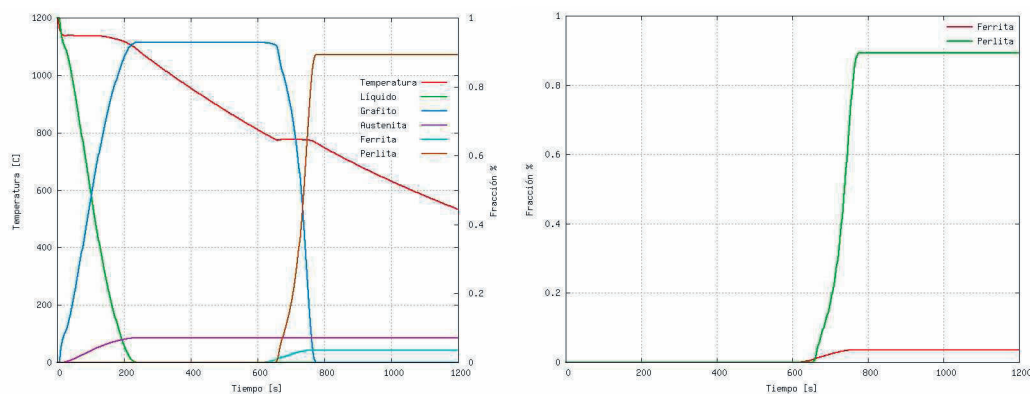 1200
1000
800
600
400
200
0
Temperatura [C]
1
0.8
0.6
0.4
0.2
0
Fracción %
Temperatura
Líquido
Grafito
Austenita
Ferrita
Perlita
0 200 400 600 800 1000 1200
Tiempo [s]
1
0.8
0.6
0.4
0.2
0
Fracción %
Ferrita
Perlita
0 200 400 600 800 1000 1200
Tiempo [s]